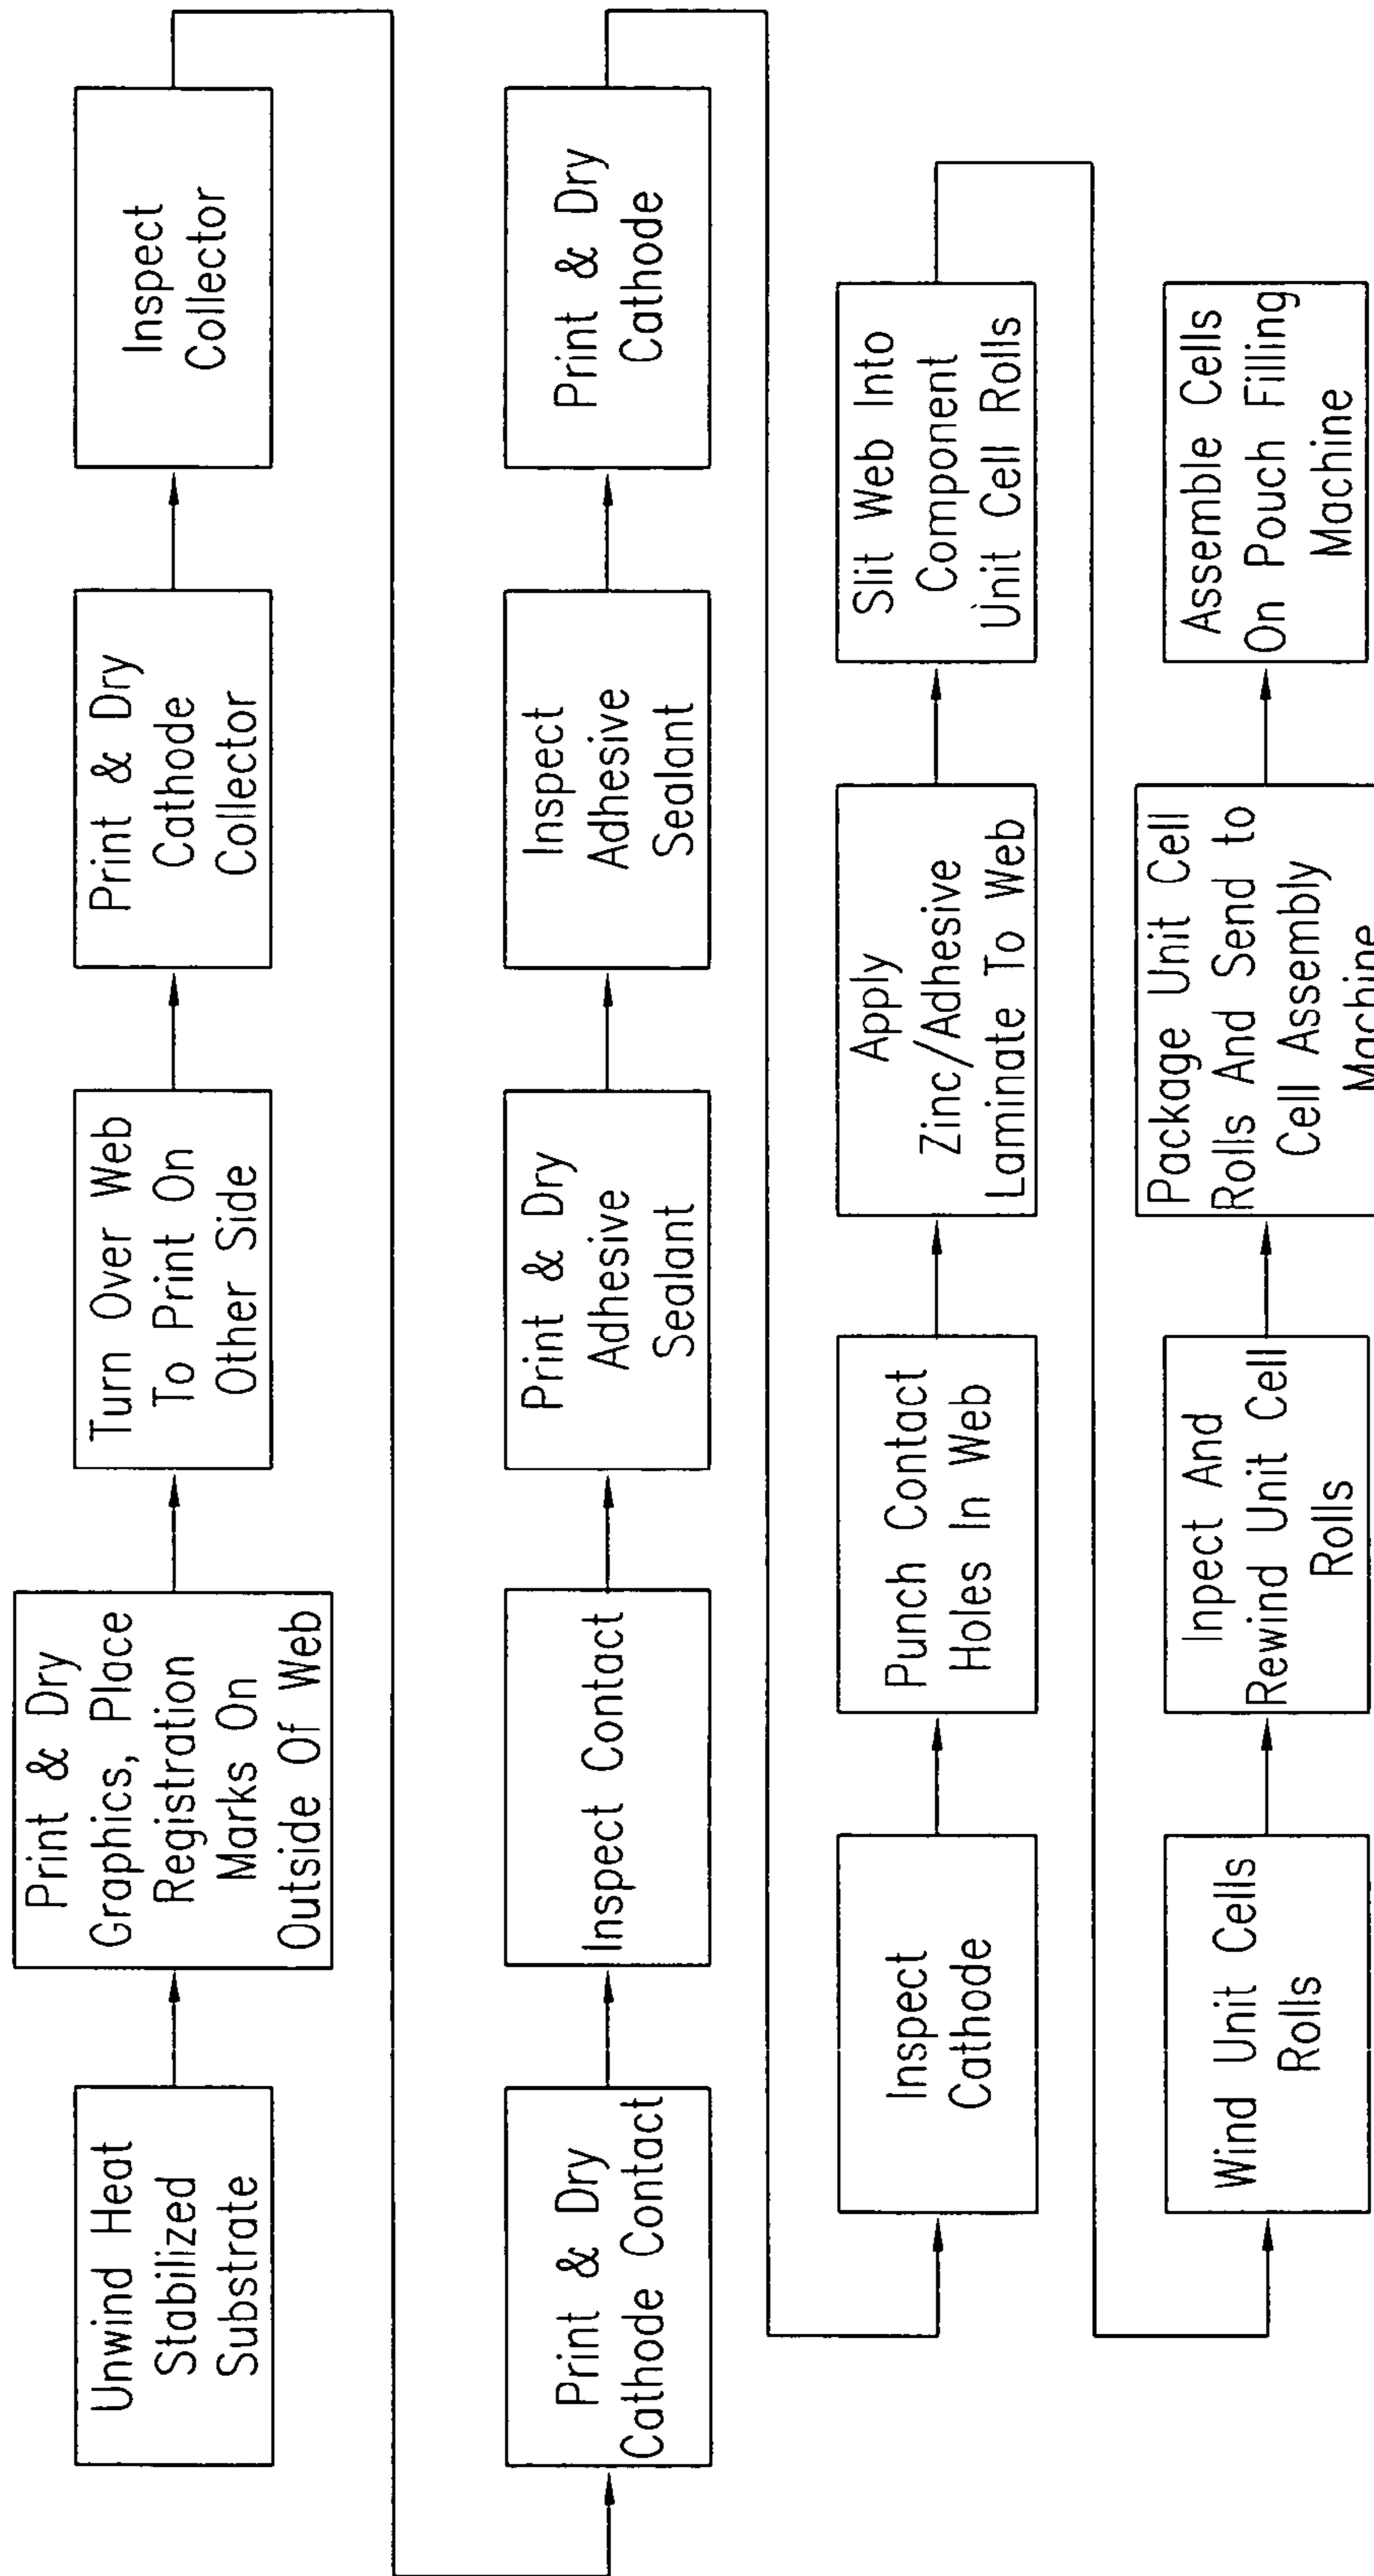 Unwind Heat
Stabilized
Substrate
Print & Dry
Graphics, Place
Registration
Marks On
Outside Of Web
Turn Over Web
To Print On
Other Side
Print & Dry
Cathode
Collector
Inspect
Collector
Print & Dry
Cathode Contact
Inspect Contact
Print & Dry
Adhesive
Sealant
Inspect
Adhesive
Sealant
Print & Dry
Cathode
Inspect
Cathode
Punch Contact
Holes In Web
Apply
Zinc/Adhesive
Laminate To Web
Slit Web Into
Component
Unit Cell Rolls
Wind Unit Cells
Rolls
Inpect And
Rewind Unit Cell
Rolls
Package Unit Cell
Rolls And Send to
Cell Assembly
Machine
Assemble Cells
On Pouch Filling
Machine